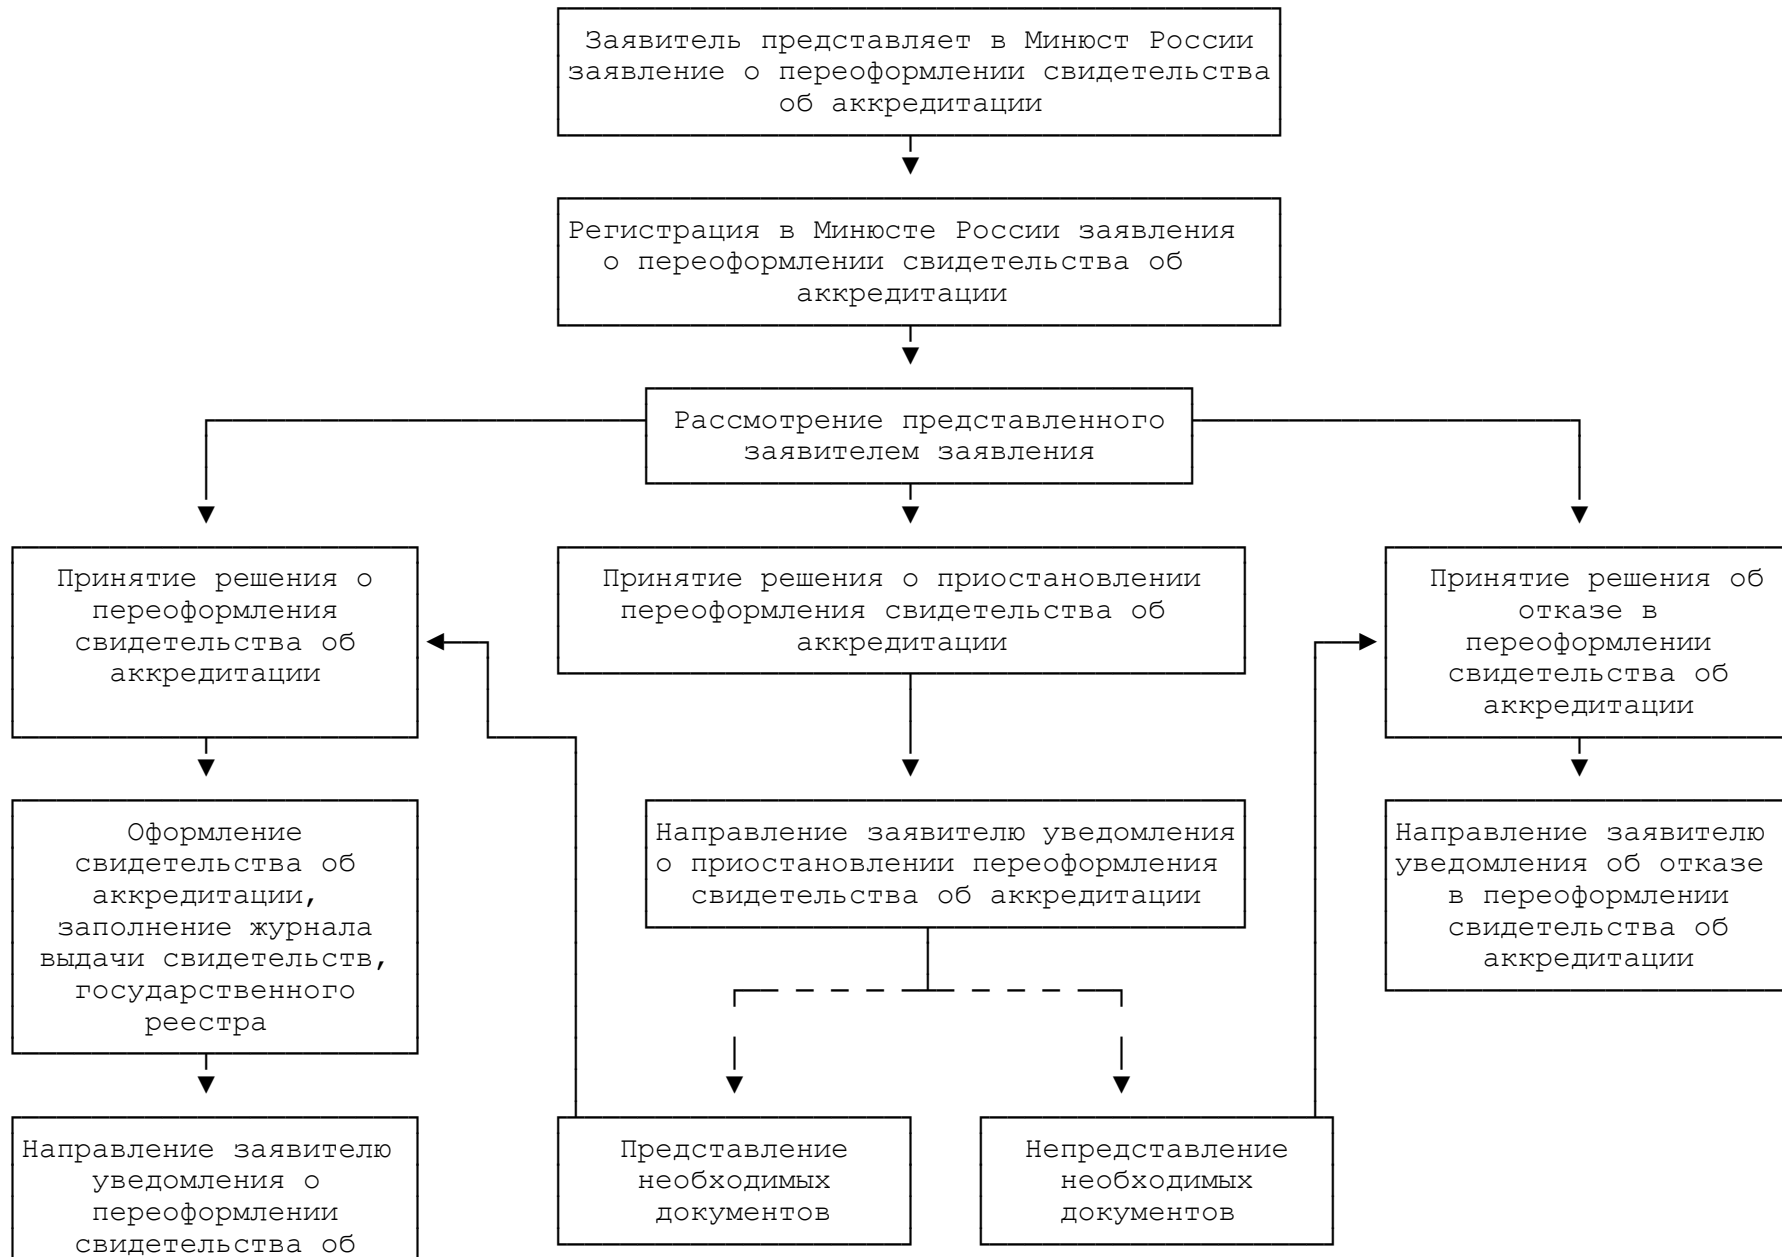 Заявитель представляет в Минюст России
заявление о переоформлении свидетельства
об аккредитации
Регистрация в Минюсте России заявления
о переоформлении свидетельства об
аккредитации
Рассмотрение представленного
заявителем заявления
Принятие решения о
переоформления
свидетельства об
аккредитации
Принятие решения о приостановлении
переоформления свидетельства об
аккредитации
Принятие решения об
отказе в
переоформлении
свидетельства об
аккредитации
Оформление
свидетельства об
аккредитации,
заполнение журнала
выдачи свидетельств,
государственного
реестра
Направление заявителю уведомления
о приостановлении переоформления
свидетельства об аккредитации
Направление заявителю
уведомления об отказе
в переоформлении
свидетельства об
аккредитации
Направление заявителю
уведомления о
переоформлении
свидетельства об
Представление
необходимых
документов
Непредставление
необходимых
документов